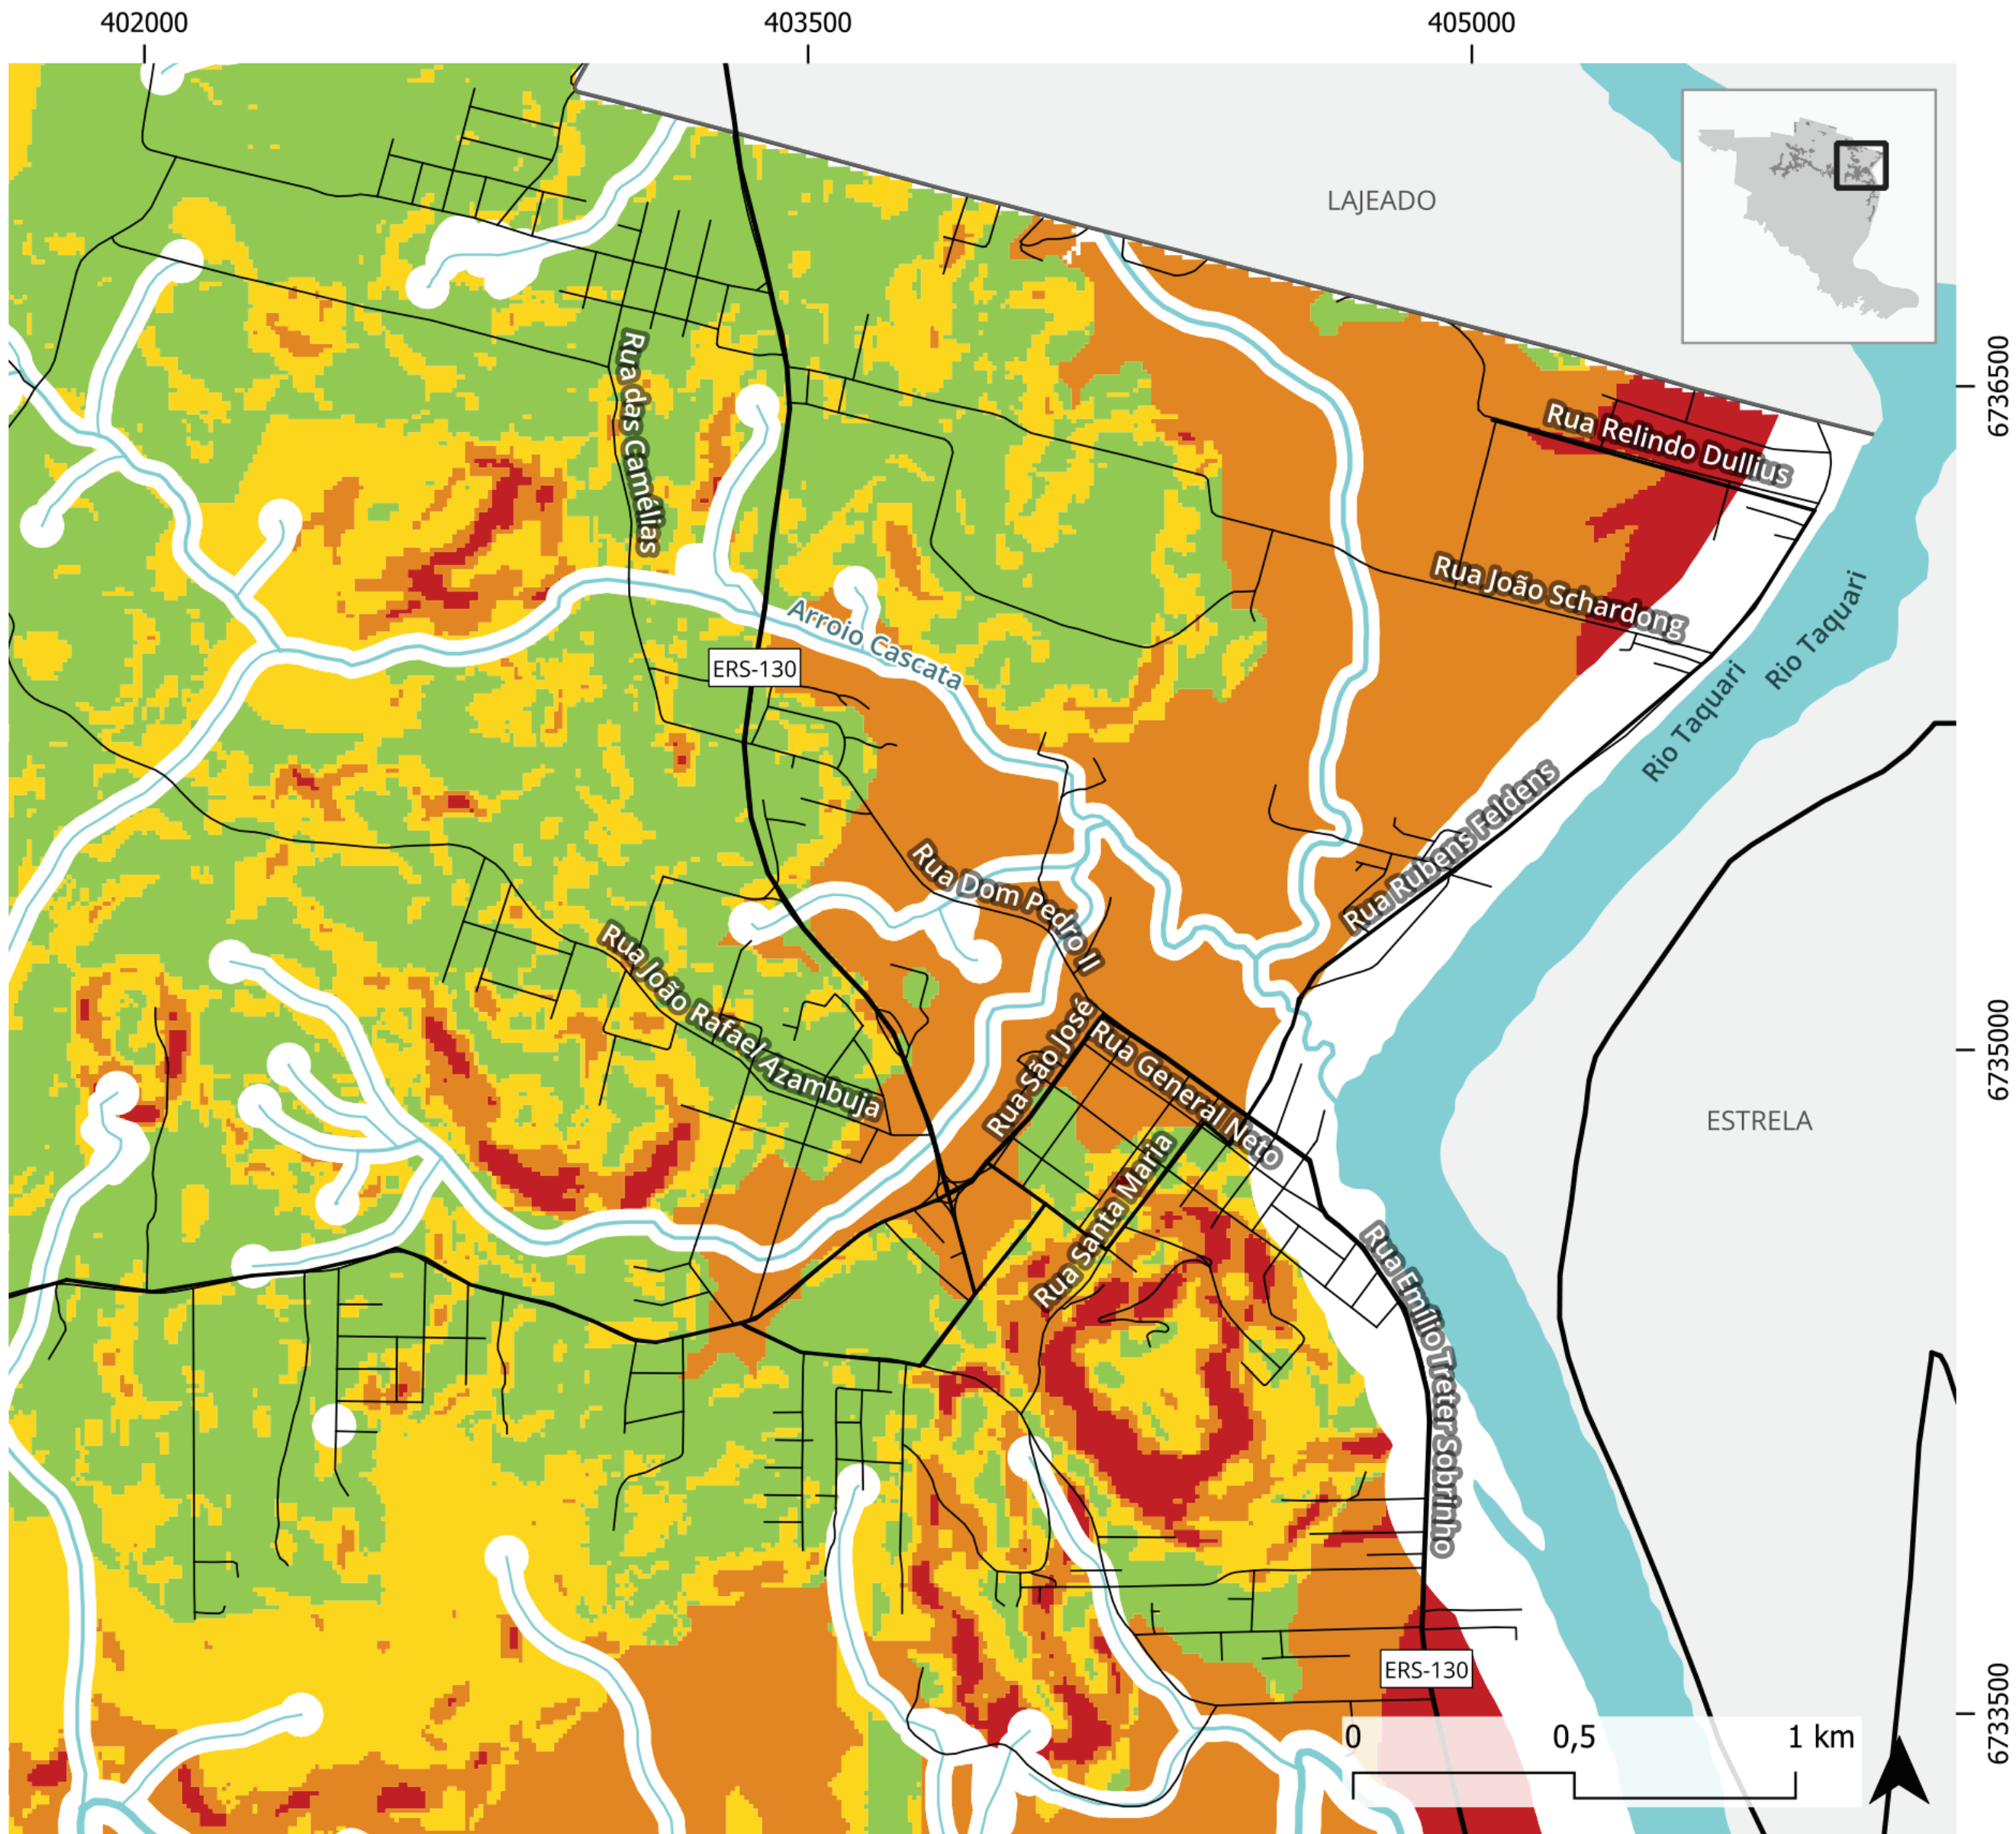 402000
403500
405000
LAJEADO
6736500
Rua Relindo Dullius
Rua das Camélias
Rua João Schardong
Arroio Cascata
Rio Taquari
Rio Taquari
ERS-130
Rua Rubens Feldens
Rua Dom Pedro II
Rua João Rafael Azambuja
Rua São José
Rua General Neto
6735000
ESTRELA
Rua Santa Maria
Rua Emílio Treter Sobrinho
ERS-130
6733500
0 0,5 1 km